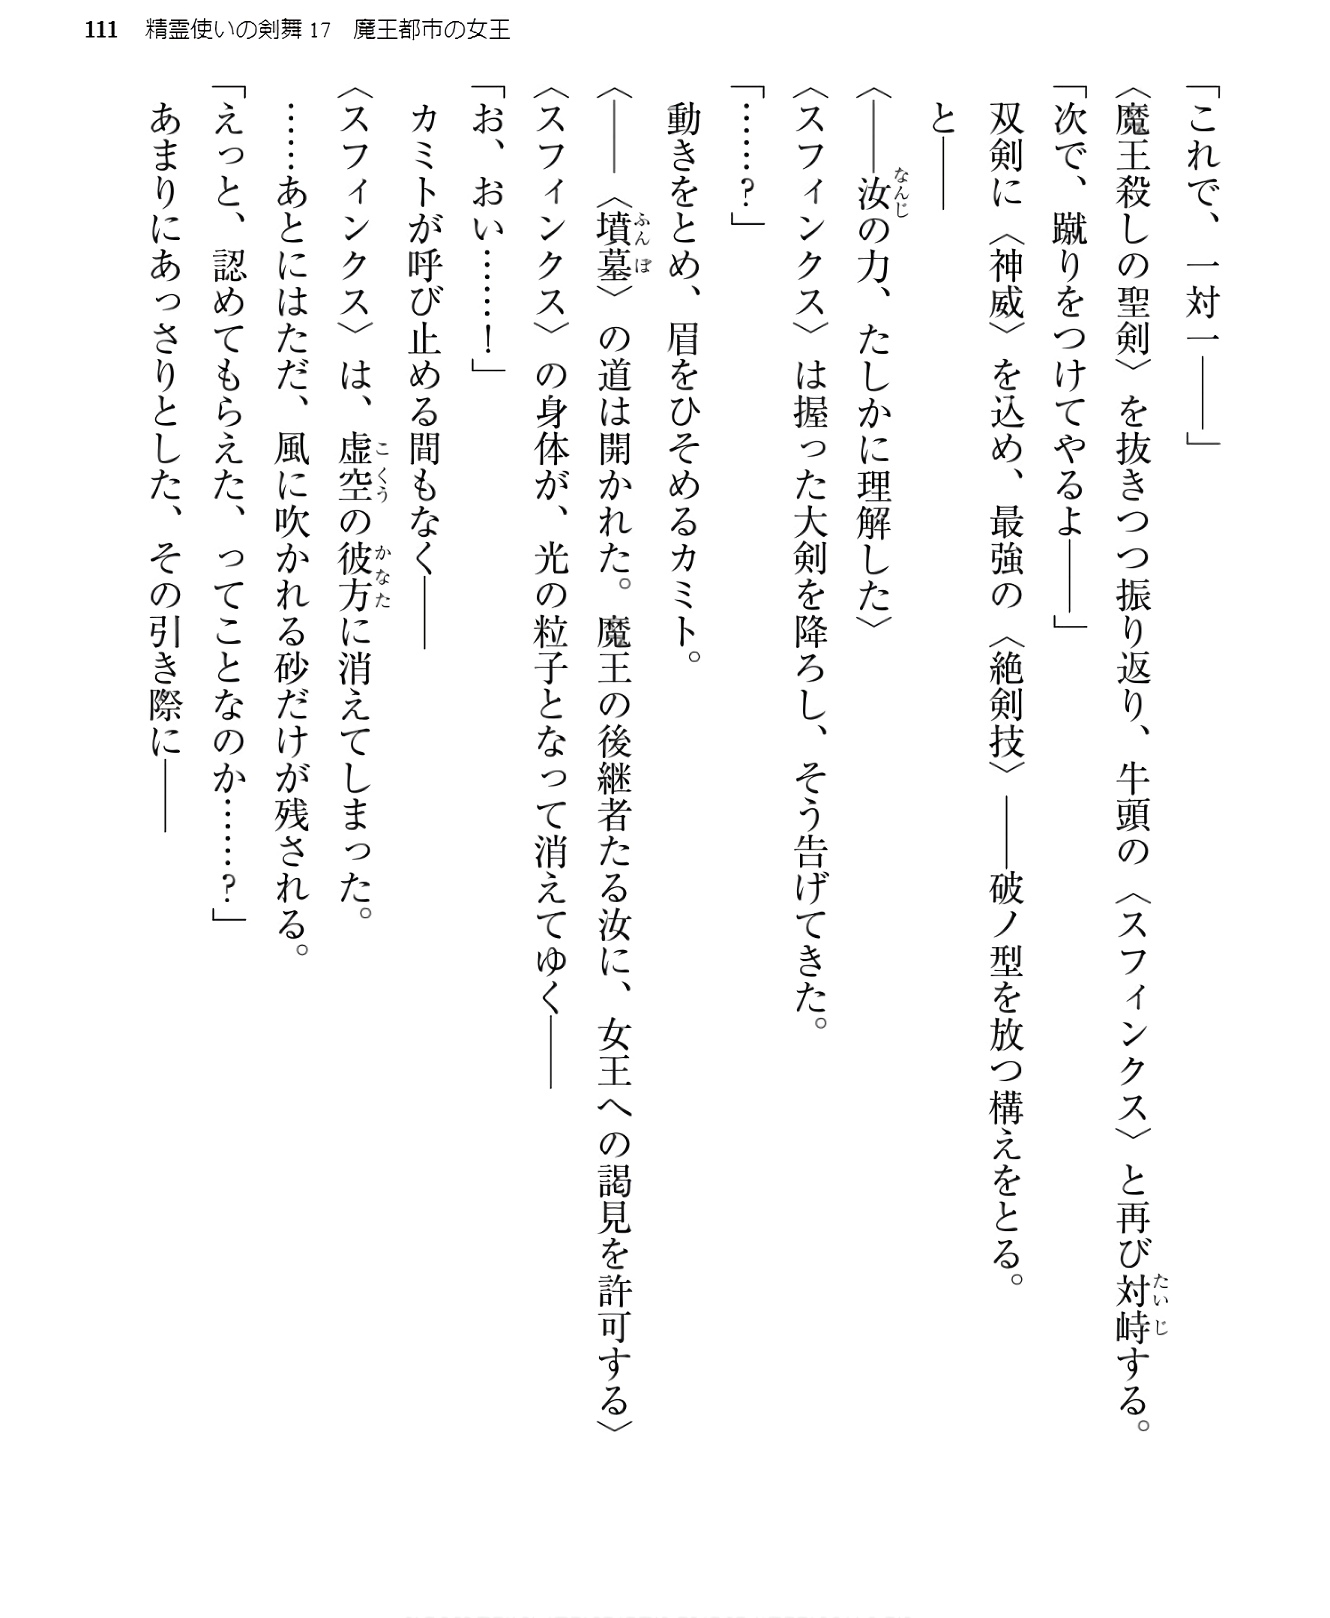 111 精霊使いの剣舞17 魔王都市の女王
「これで、一対一――」
〈魔王殺しの聖剣〉を抜きつつ振り返り、牛頭の〈スフィンクス〉と再び対峙する。
「次で、蹴りをつけてやるよ――」
双剣に〈神威〉を込め、最強の〈絶剣技〉――破ノ型を放つ構えをとる。
と――
〈――汝の力、たしかに理解した〉
〈スフィンクス〉は握った大剣を降ろし、そう告げてきた。
「……?」
動きをとめ、眉をひそめるカミト。
〈――〈墳墓〉の道は開かれた。魔王の後継者たる汝に、女王への謁見を許可する〉
〈スフィンクス〉の身体が、光の粒子となって消えてゆく――
「お、おい……!」
カミトが呼び止める間もなく――
〈スフィンクス〉は、虚空の彼方に消えてしまった。
……あとにはただ、風に吹かれる砂だけが残される。
「えっと、認めてもらえた、ってことなのか……?」
あまりにあっさりとした、その引き際に――